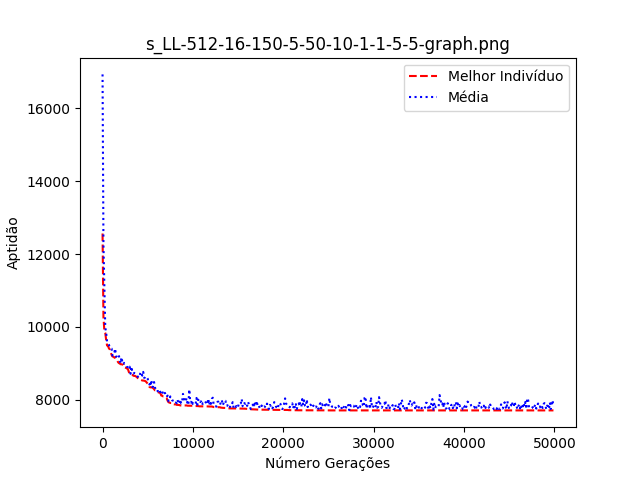 s_LL-512-16-150-5-50-10-1-1-5-5-graph.png
Melhor Indivíduo
Média
Aptidão
16000
14000
12000
10000
8000
0
10000
20000
30000
40000
50000
Número Gerações